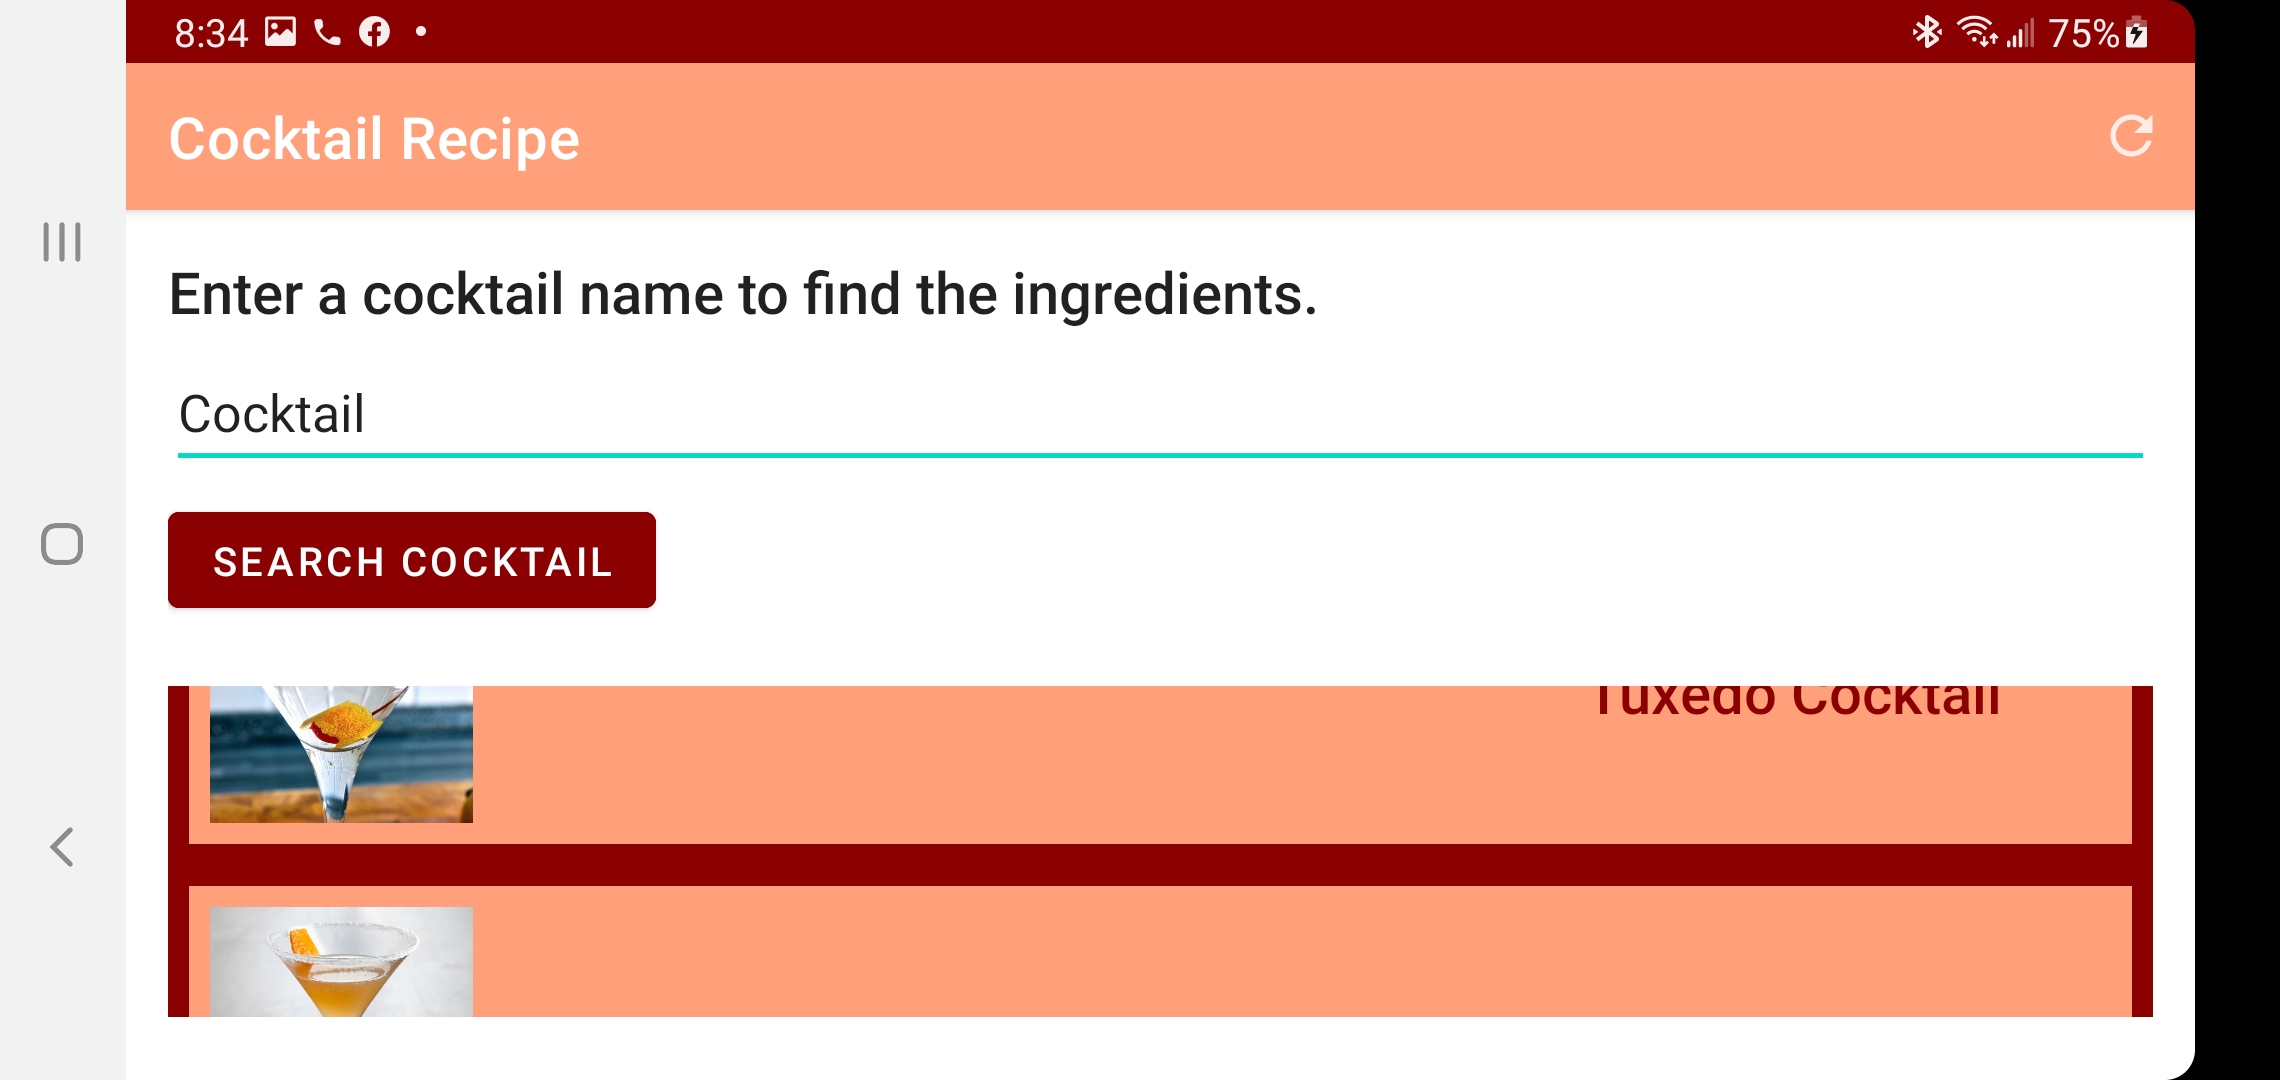 8:34
75%
Cocktail Recipe
Enter a cocktail name to find the ingredients.
Cocktail
SEARCH COCKTAIL
Tuxedo Cocktail